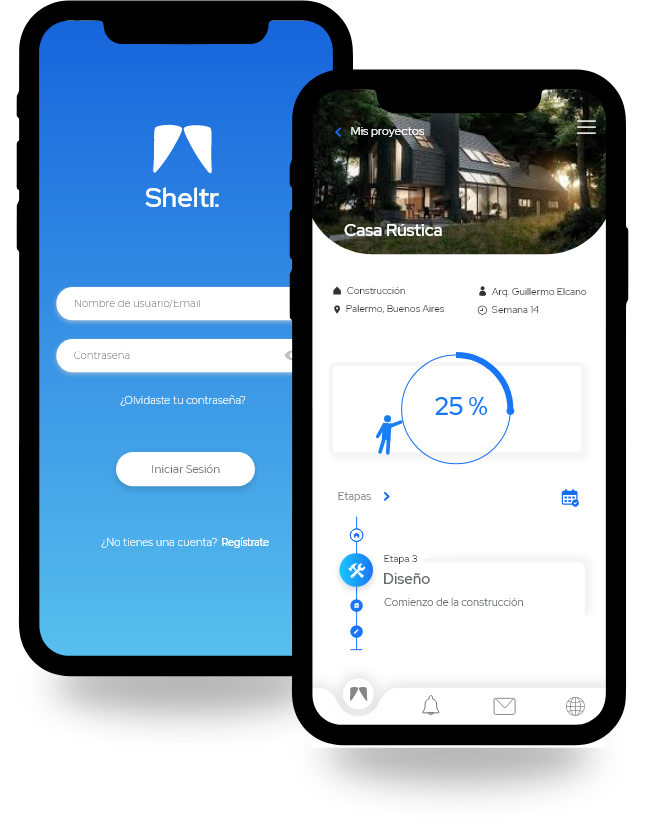 Sheltr.
Nombre de usuario/Email
Contrasena
¿Olvidaste tu contraseña?
Iniciar Sesión
¿No tienes una cuenta? Regístrate
Mis proyectos
Casa Rústica
Construcción
Arq. Guillermo Elcano
Palermo, Buenos Aires
Semana 14
25 %
Etapas
Etapa 3
Diseño
Comienzo de la construcción